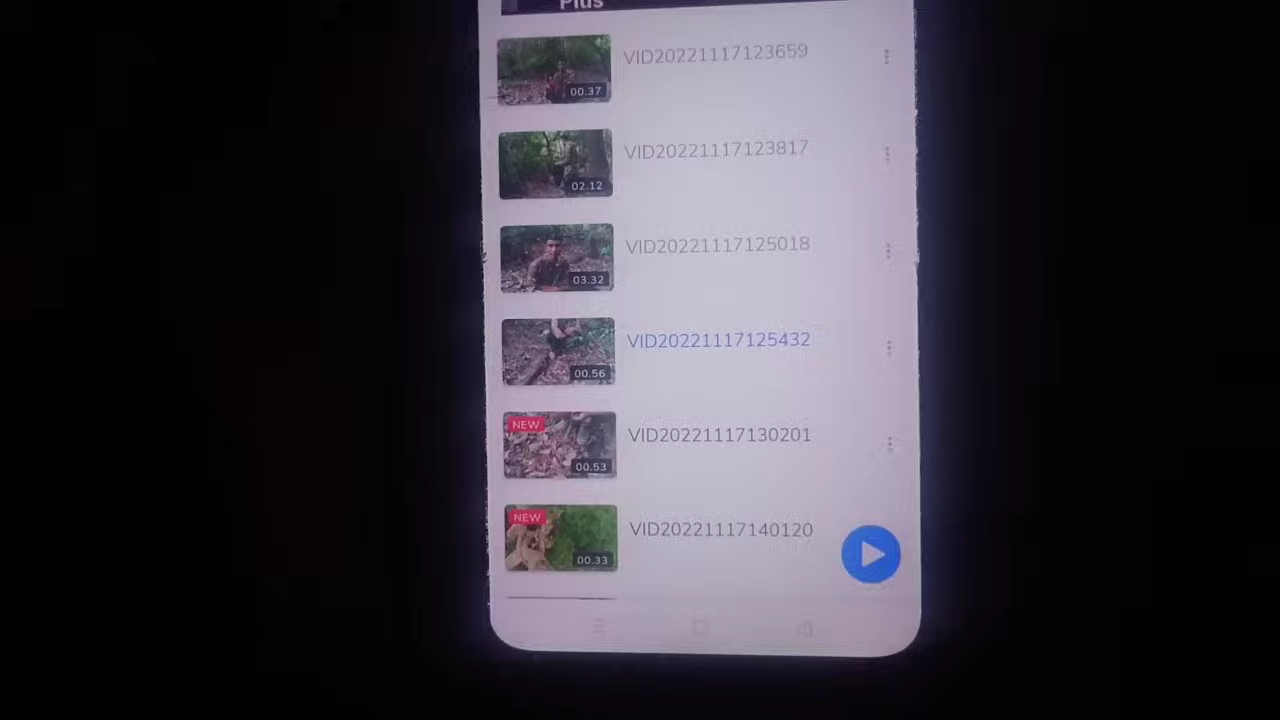 Plus
VID20221117123659
00.37
VID20221117123817
02.12
VID20221117125018
03.32
VID20221117125432
00.56
NEW
VID20221117130201
00.53
NEW
VID20221117140120
00.33